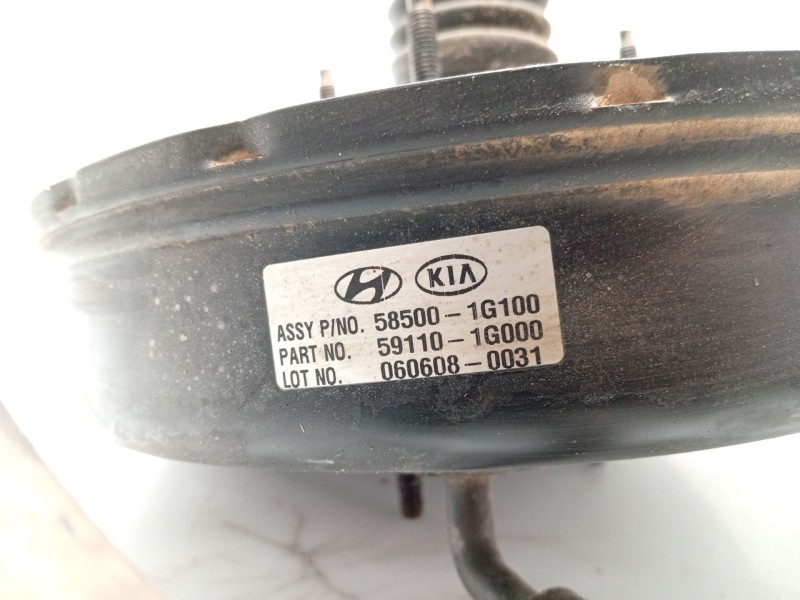 KIA
ASSY P/NO. 58500-1G100
PART NO. 59110-1G000
LOT NO. 060608-0031